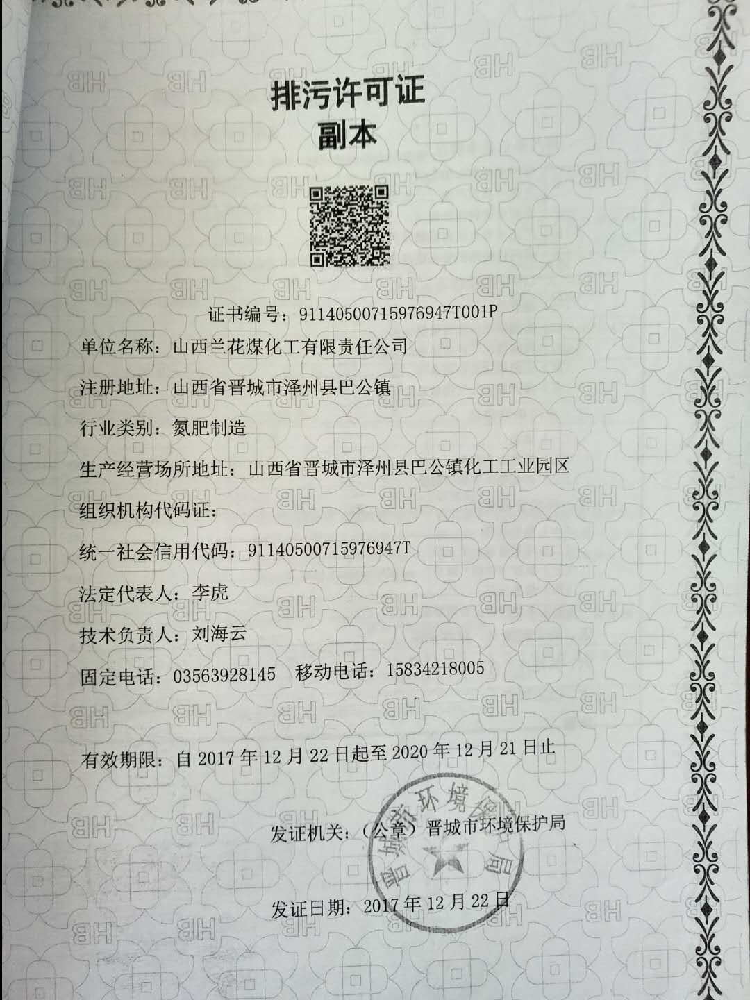 排污许可证
副本
证书编号：91140500715976947T001P
单位名称：山西兰花煤化工有限责任公司
注册地址：山西省晋城市泽州县巴公镇
行业类别：氮肥制造
生产经营场所地址：山西省晋城市泽州县巴公镇化工工业园区
组织机构代码证：
统一社会信用代码：91140500715976947T
法定代表人：李虎
技术负责人：刘海云
固定电话：03563928145 移动电话：15834218005
有效期限：自 2017 年 12 月 22 日起至 2020 年 12 月 21 日止
发证机关：（公章）晋城市环境保护局
发证日期：2017 年 12 月 22 日
晋城市环境保护局